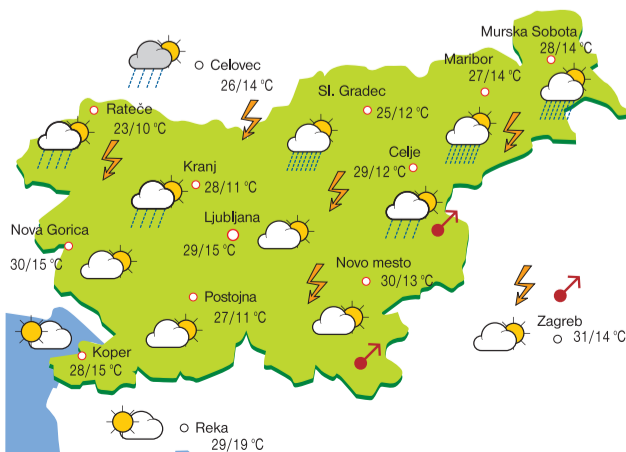 Murska Sobota
28/14 °C
Celovec
26/14 °C
Maribor
27/14 °C
Sl. Gradec
25/12 °C
Rateče
23/10 °C
Celje
29/12 °C
Kranj
28/11 °C
Ljubljana
29/15 °C
Nova Gorica
30/15 °C
Novo mesto
30/13 °C
Postojna
27/11 °C
Zagreb
31/14 °C
Koper
28/15 °C
Reka
29/19 °C